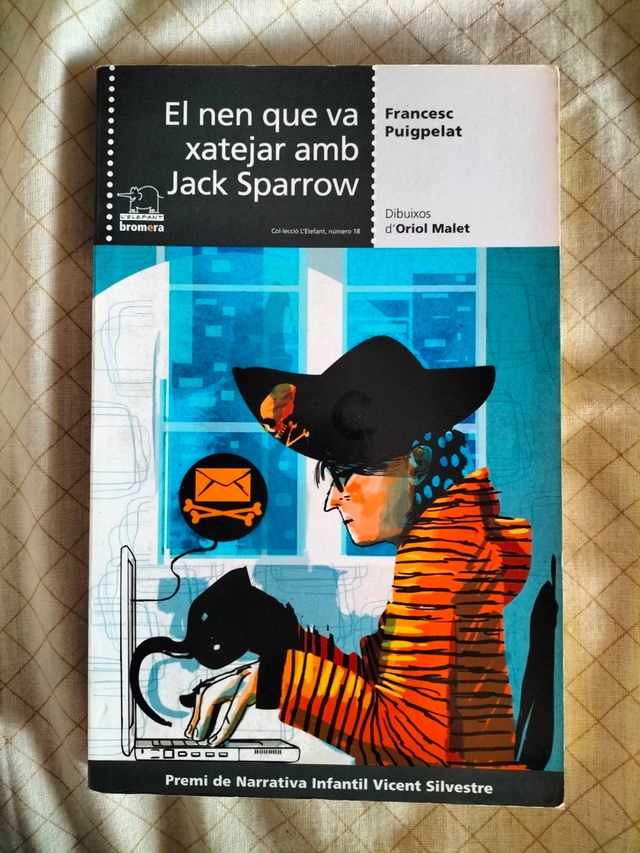 El nen que va
xatejar amb
Jack Sparrow
Francesc
Puigpelat
Dibuixos
d'Oriol Malet
L'ELEFANT
bromera
Col·lecció L'Elefant, número 18
C
Premi de Narrativa Infantil Vicent Silvestre